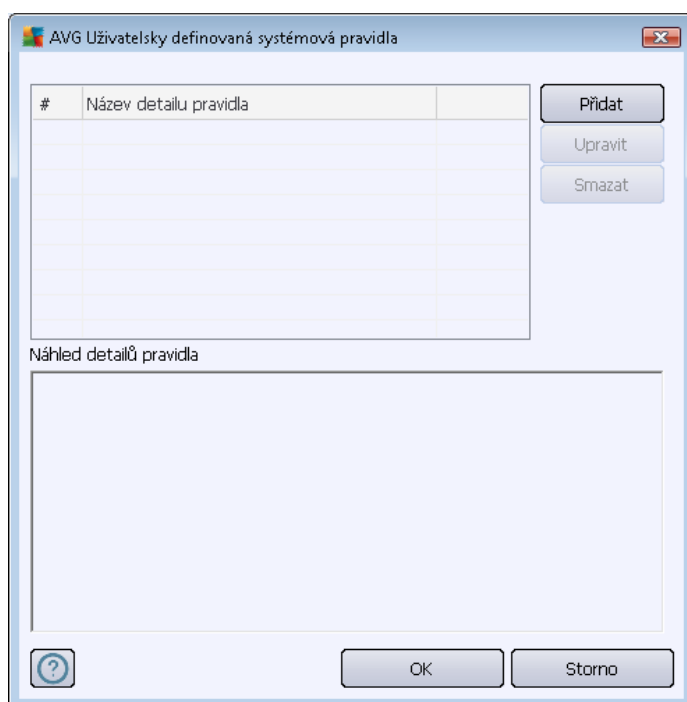 AVG Uživatelsky definovaná systémová pravidla
# Název detailu pravidla
Přidat
Upravit
Smazat
Náhled detailů pravidla
? OK Storno